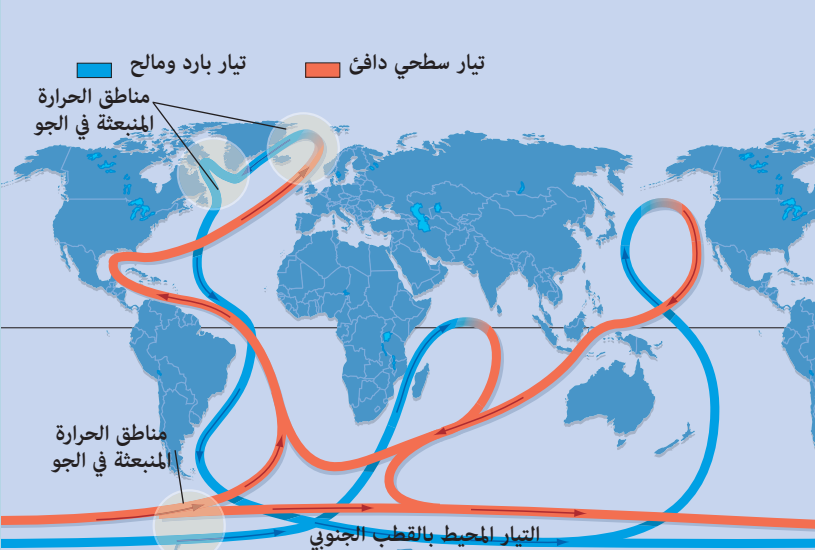 تيار سطحي دافئ
تيار بارد ومالح
مناطق الحرارة
المنبعثة في الجو
مناطق الحرارة
المنبعثة في الجو
التيار المحيط بالقطب الجنوبي